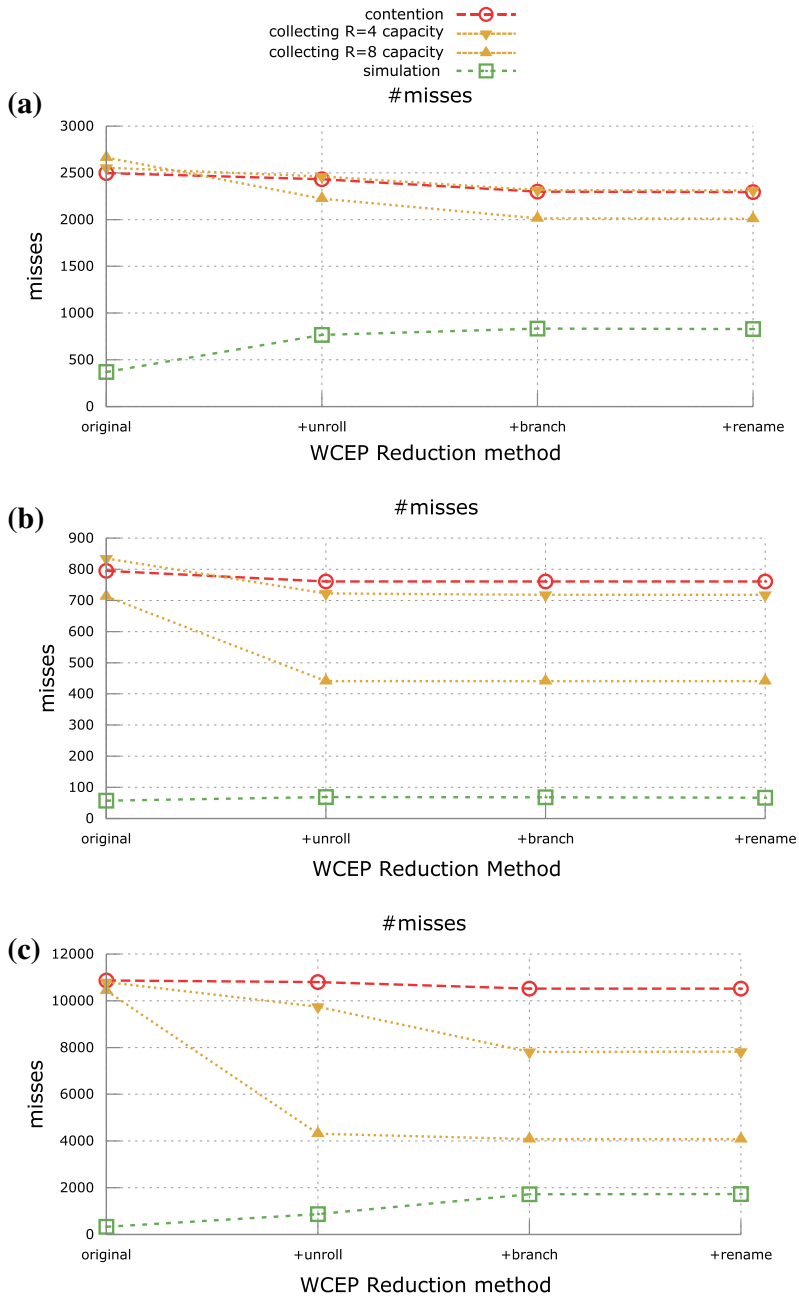 contention
collecting R=4 capacity
collecting R=8 capacity
simulation
(a)
#misses
3000
2500
2000
1500
1000
500
0
misses
original +unroll +branch +rename
WCEP Reduction method
(b)
#misses
900
800
700
600
500
400
300
200
100
0
misses
original +unroll +branch +rename
WCEP Reduction Method
(c)
#misses
12000
10000
8000
6000
4000
2000
0
misses
original +unroll +branch +rename
WCEP Reduction method